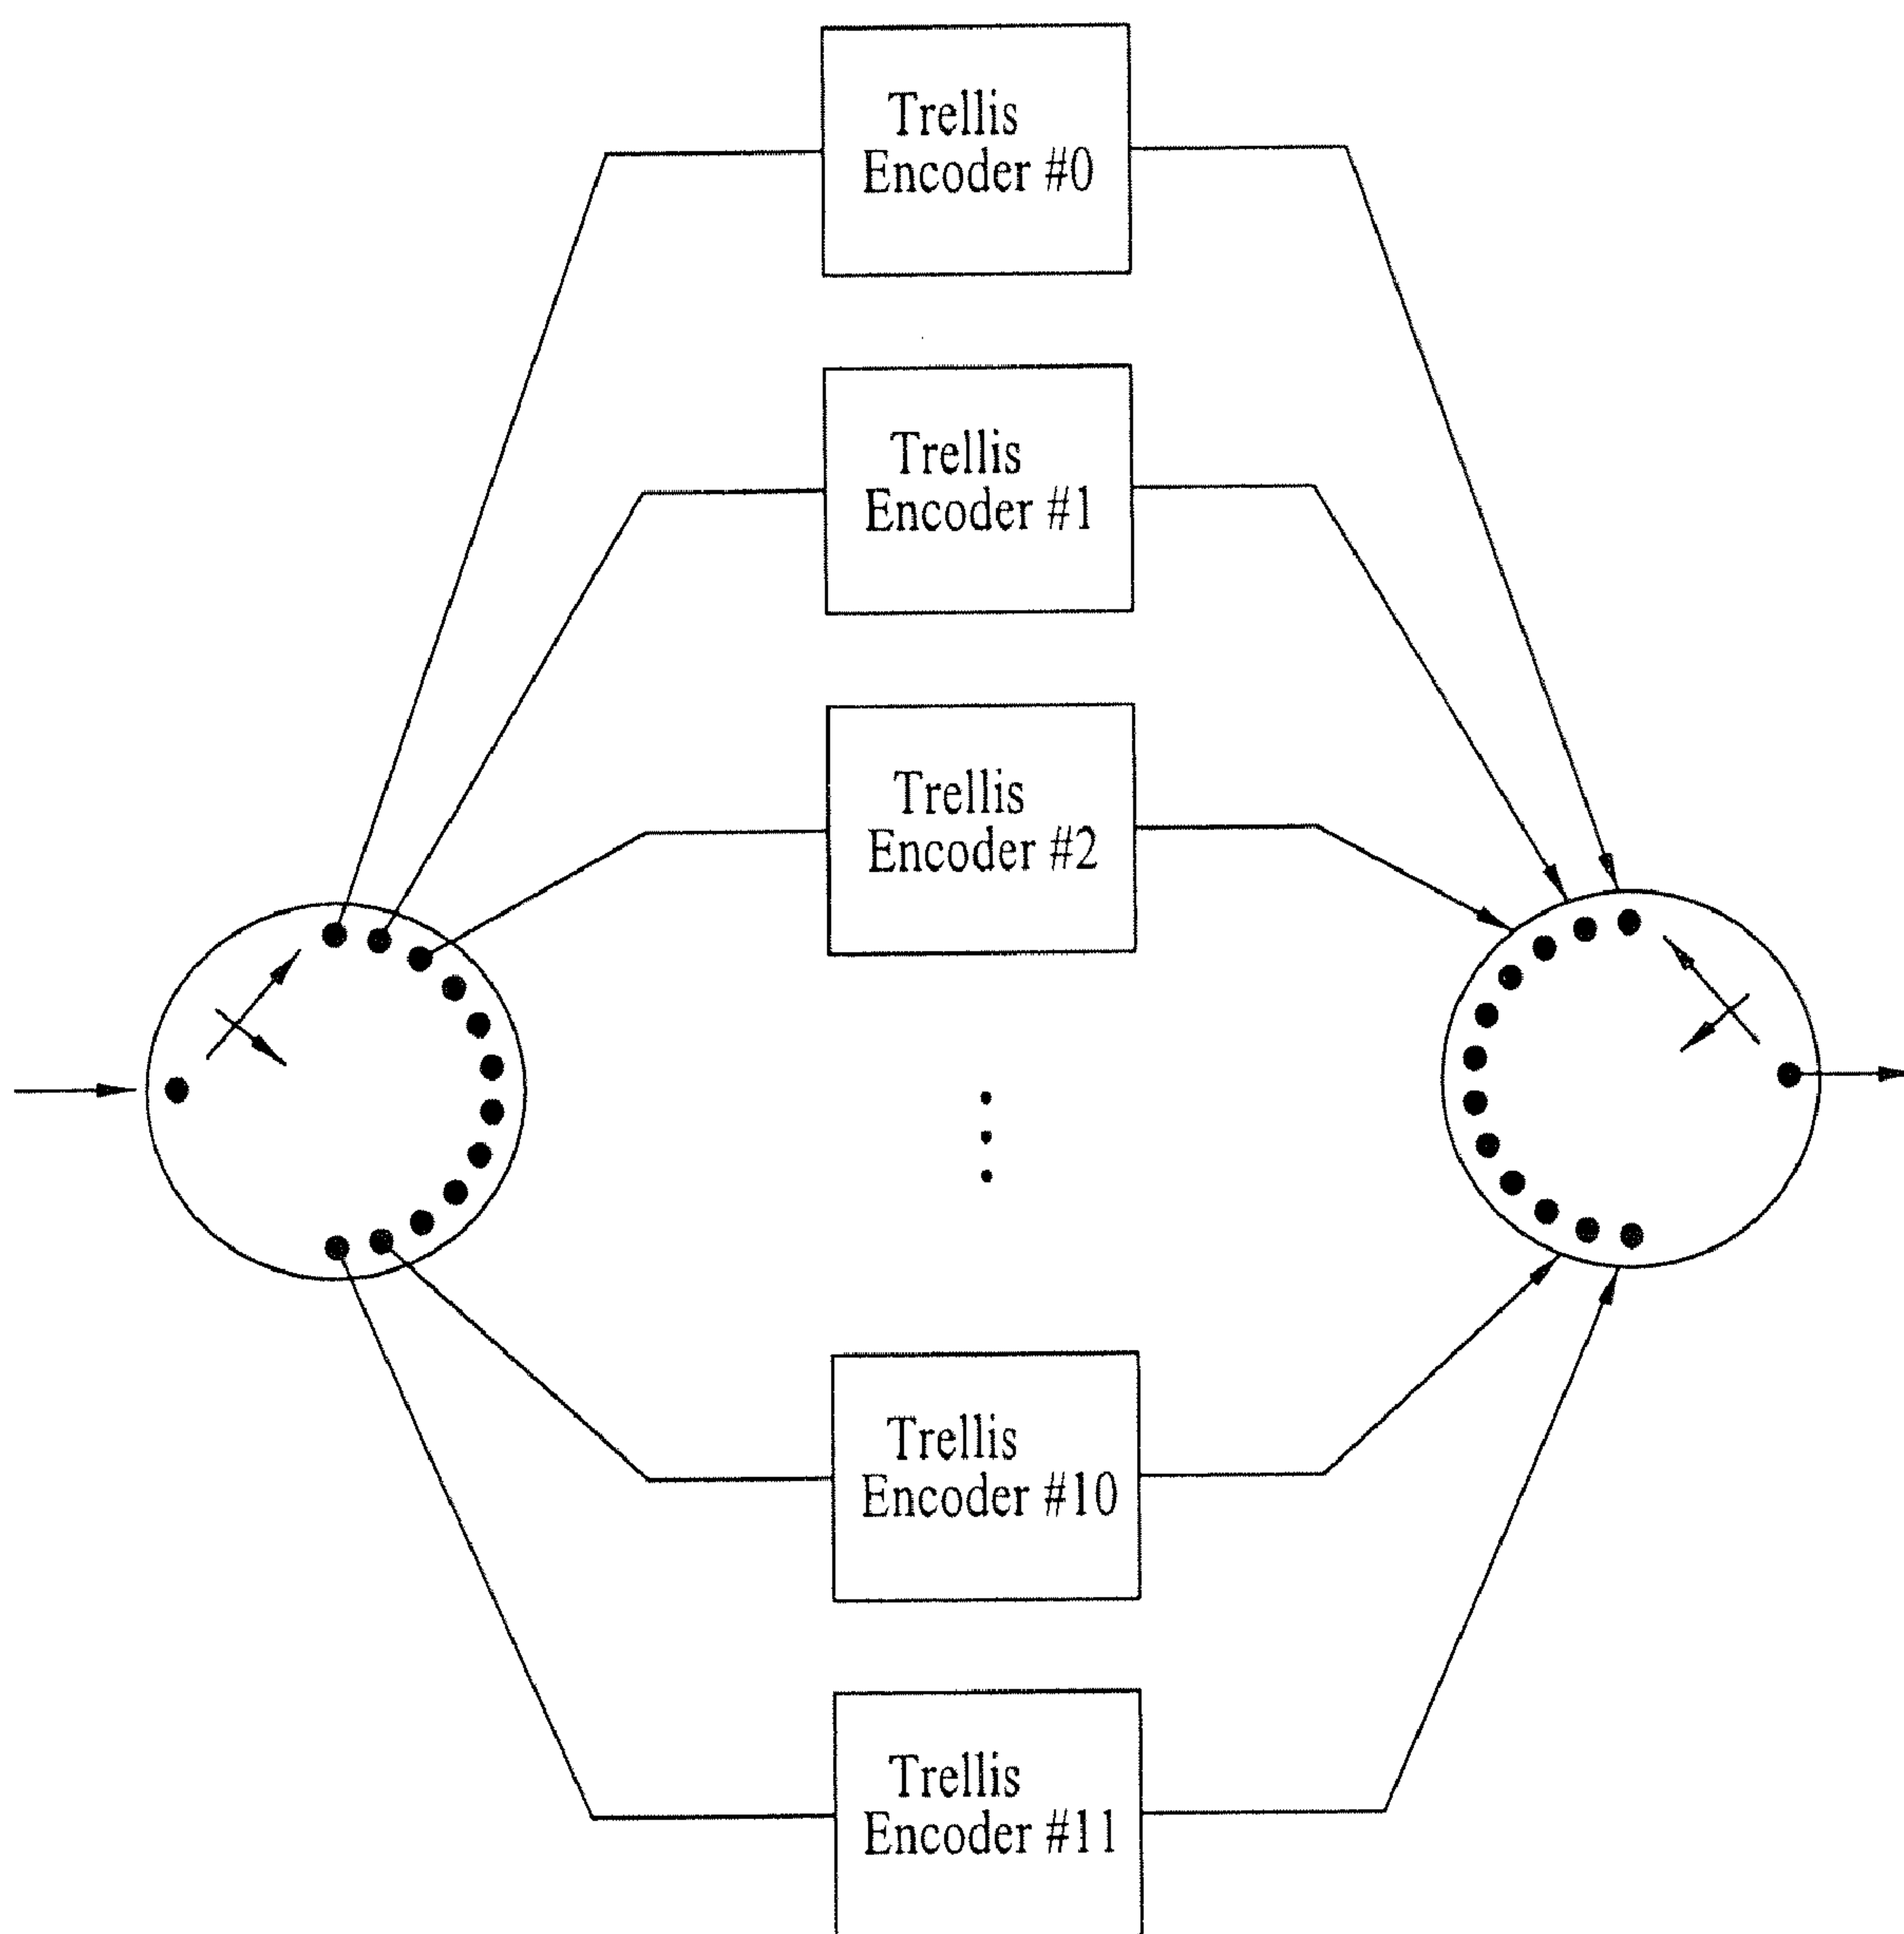 Trellis
Encoder #0
Trellis
Encoder #1
Trellis
Encoder #2
Trellis
Encoder #10
Trellis
Encoder #11